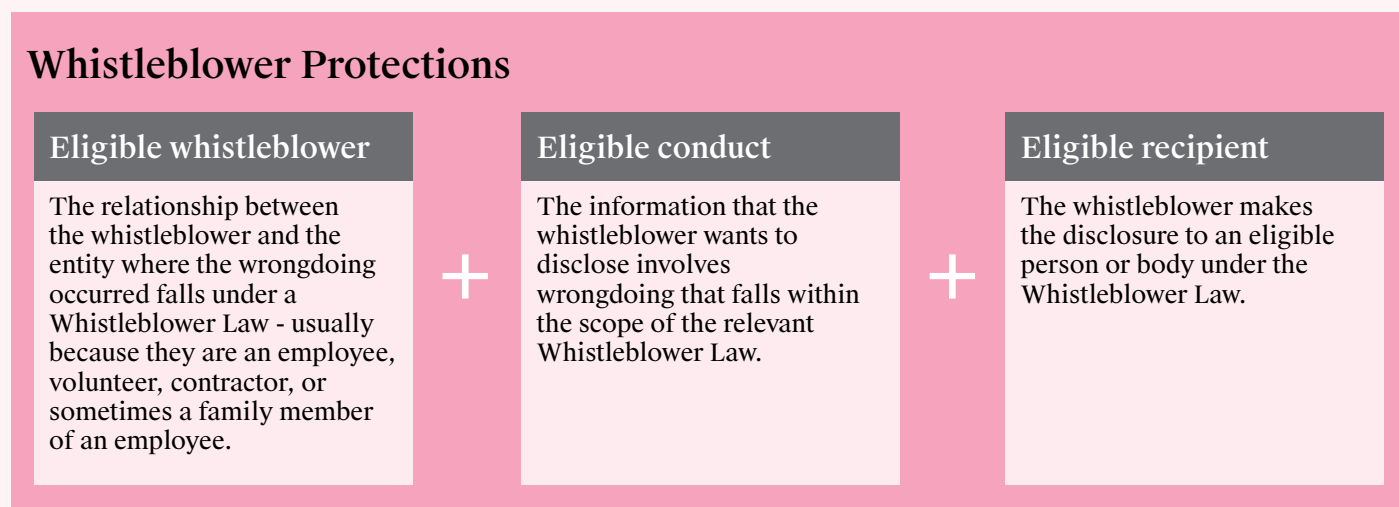 Whistleblower Protections
Eligible whistleblower
The relationship between
the whistleblower and the
entity where the wrongdoing
occurred falls under a
Whistleblower Law - usually
because they are an employee,
volunteer, contractor, or
sometimes a family member
of an employee.
+
Eligible conduct
The information that the
whistleblower wants to
disclose involves
wrongdoing that falls within
the scope of the relevant
Whistleblower Law.
+
Eligible recipient
The whistleblower makes
the disclosure to an eligible
person or body under the
Whistleblower Law.